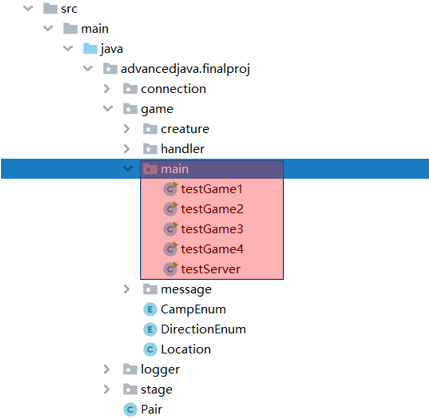 src
main
java
advancedjava.finalproj
connection
game
creature
handler
main
testGame1
testGame2
testGame3
testGame4
testServer
message
CampEnum
DirectionEnum
Location
logger
stage
Pair